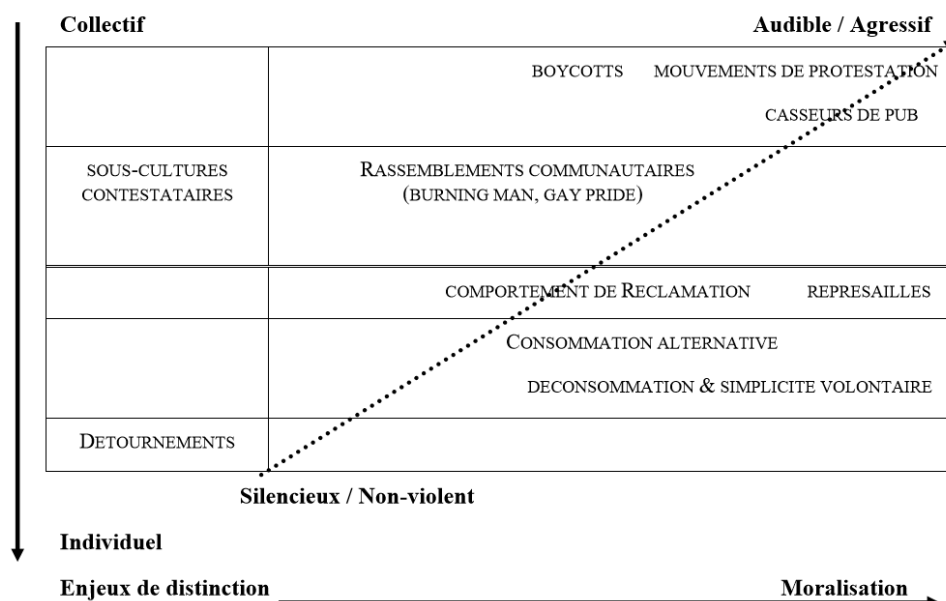 Collectif Audible / Agressif
BOYCOTTS MOUVEMENTS DE PROTESTATION
CASSEURS DE PUB
SOUS-CULTURES CONTESTATAIRES
RASSEMBLEMENTS COMMUNAUTAIRES
(BURNING MAN, GAY PRIDE)
COMPORTEMENT DE RECLAMATION REPRESAILLES
CONSOMMATION ALTERNATIVE
DECONSOMMATION & SIMPLICITE VOLONTAIRE
DETOURNEMENTS
Silencieux / Non-violent
Individuel
Enjeux de distinction Moralisation